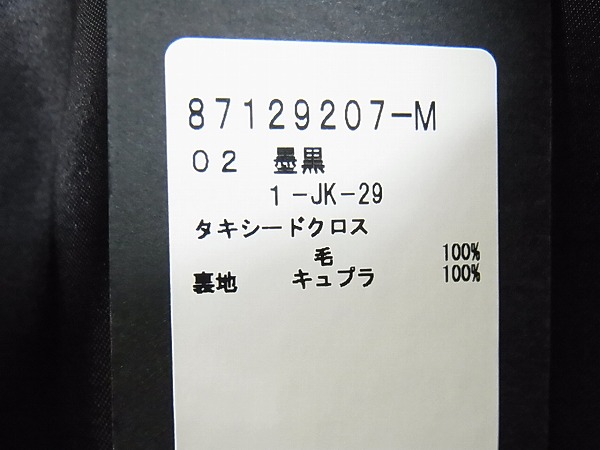 87129207-M
02 墨黒
1-JK-29
タキシードクロス
毛 100%
裏地 キュプラ 100%